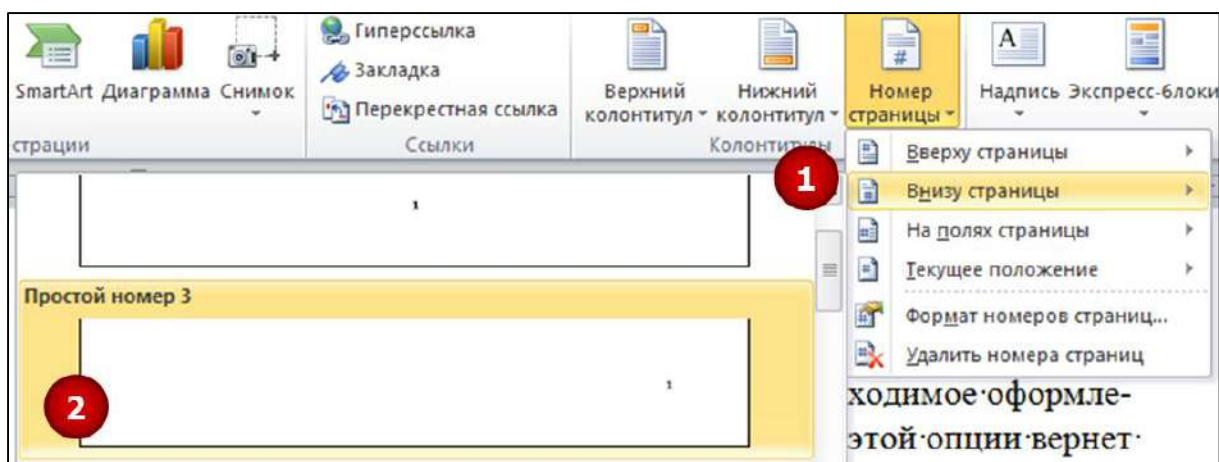 SmartArt Диаграмма Снимок
страции
Гиперссылка
Закладка
Перекрестная ссылка
Ссылки
Верхний колонтитул
Нижний колонтитул
Номер страницы
Колонтитулы
A
#
Надпись Экспресс-блоки
1
Вверху страницы
Внизу страницы
На полях страницы
Текущее положение
Формат номеров страниц...
Удалить номера страниц
1
Простой номер 3
1
2
ходимое·оформле-
этой·опции·вернет·